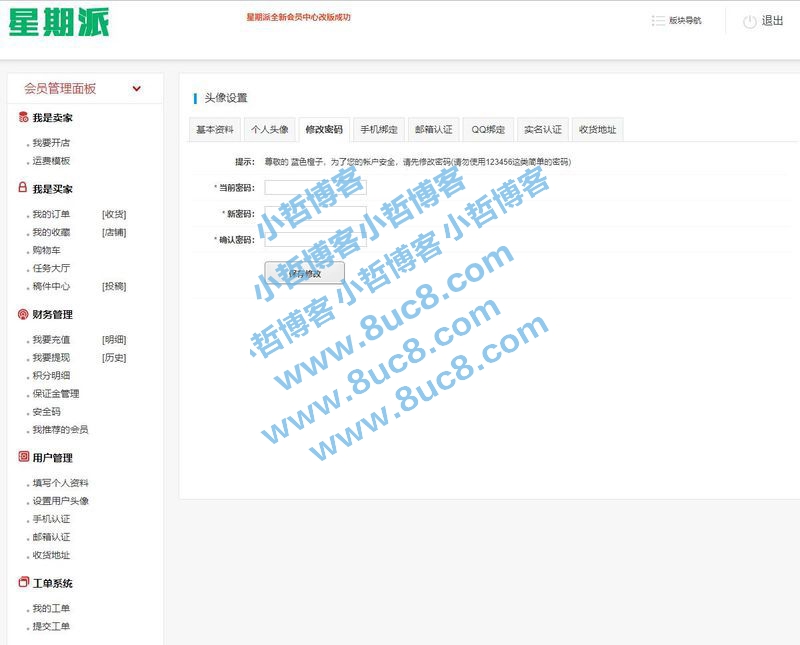 星期派
星期派全新会员中心改版成功
版块导航
退出
会员管理面板
我是卖家
我要开店
运费模板
我是买家
我的订单 [收货]
我的收藏 [店铺]
购物车
任务大厅
稿件中心 [投稿]
财务管理
我要充值 [明细]
我要提现 [历史]
积分明细
保证金管理
安全码
我推荐的会员
用户管理
填写个人资料
设置用户头像
手机认证
邮箱认证
收货地址
工单系统
我的工单
提交工单
头像设置
基本资料 个人头像 修改密码 手机绑定 邮箱认证 QQ绑定 实名认证 收货地址
提示: 尊敬的 蓝色橙子，为了您的帐户安全，请先修改密码(请勿使用123456这类简单的密码)
* 当前密码:
* 新密码:
* 确认密码:
保存修改
小哲博客小哲博客
小哲博客小哲博客小哲博客
小哲博客
www.8uc8.com
www.8uc8.com
www.8uc8.com